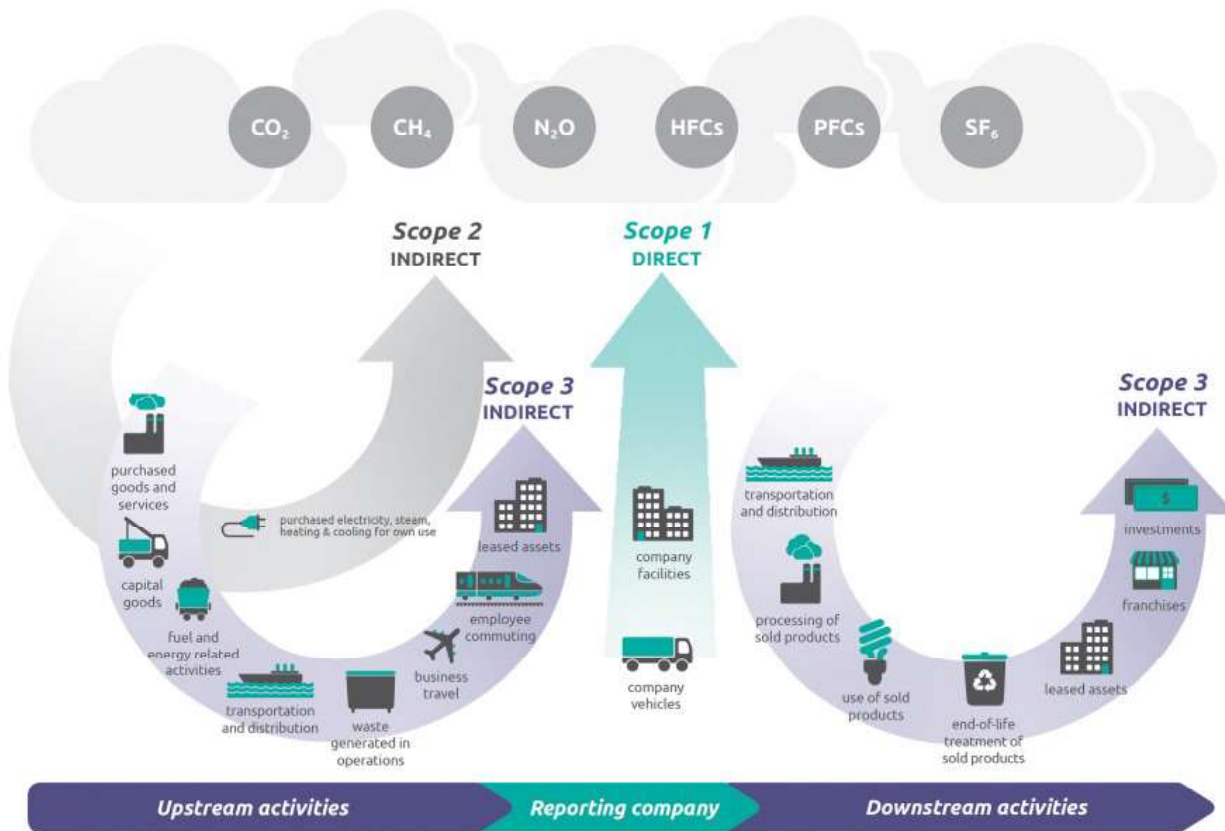 CO₂
CH₄
N₂O
HFCs
PFCs
SF₆
Scope 2
INDIRECT
Scope 1
DIRECT
Scope 3
INDIRECT
Scope 3
INDIRECT
purchased
goods and
services
capital
goods
fuel and
energy related
activities
transportation
and distribution
waste
generated in
operations
business
travel
employee
commuting
leased assets
purchased electricity, steam,
heating & cooling for own use
company
facilities
company
vehicles
transportation
and distribution
processing of
sold products
use of sold
products
end-of-life
treatment of
sold products
leased assets
franchises
investments
$
Upstream activities
Reporting company
Downstream activities